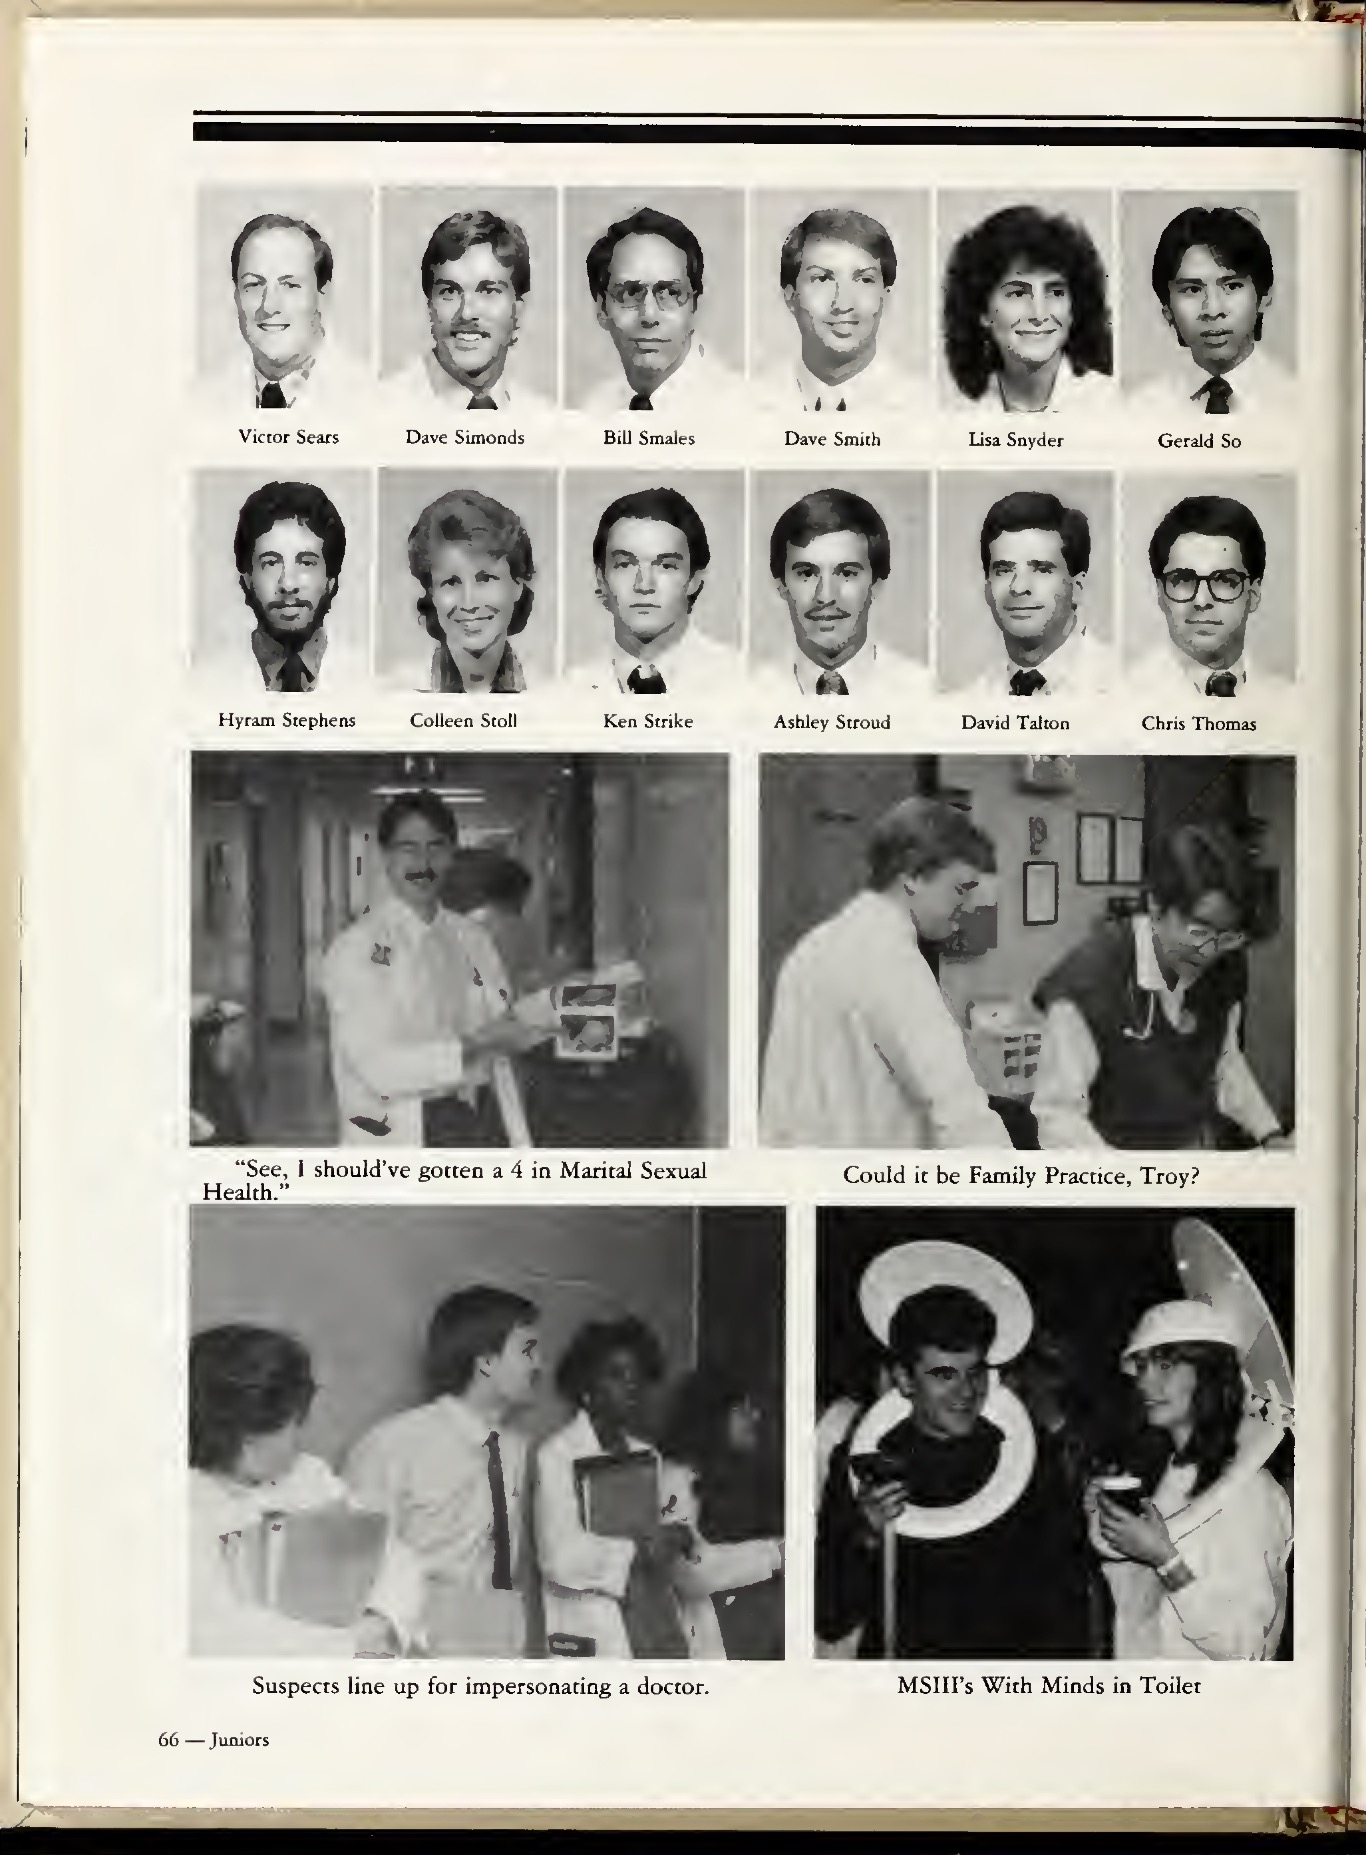 Victor Sears
Dave Simonds
Bill Smales
Dave Smith
Lisa Snyder
Gerald So
Hyram Stephens
Colleen Stoll
Ken Strike
Ashley Stroud
David Talton
Chris Thomas
"See, I should've gotten a 4 in Marital Sexual
Health."
Could it be Family Practice, Troy?
Suspects line up for impersonating a doctor.
MSIII's With Minds in Toilet
66 — Juniors